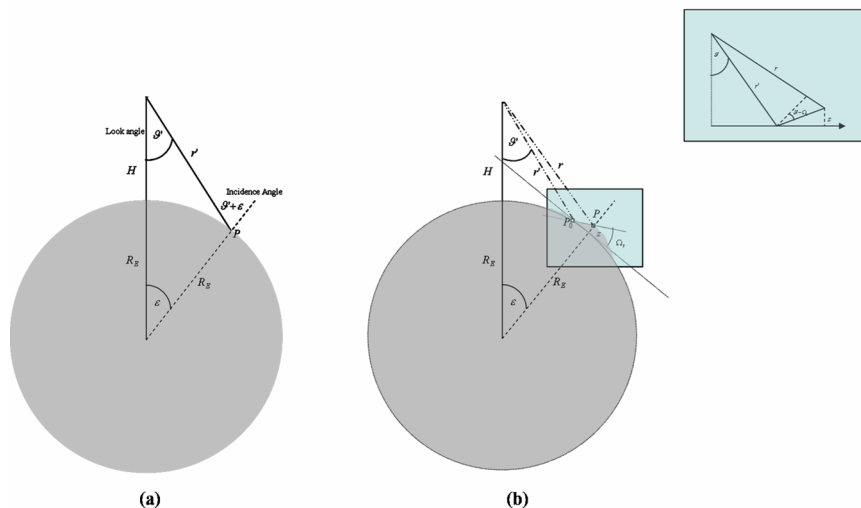 Look angle
ϑ'
r'
H
Incidence Angle
ϑ'+ε
P
R_E
R_E
ε
(a)
ϑ'
r
H
r'
P_0
P
z
Ω_t
R_E
R_E
ε
(b)
r
r'
z